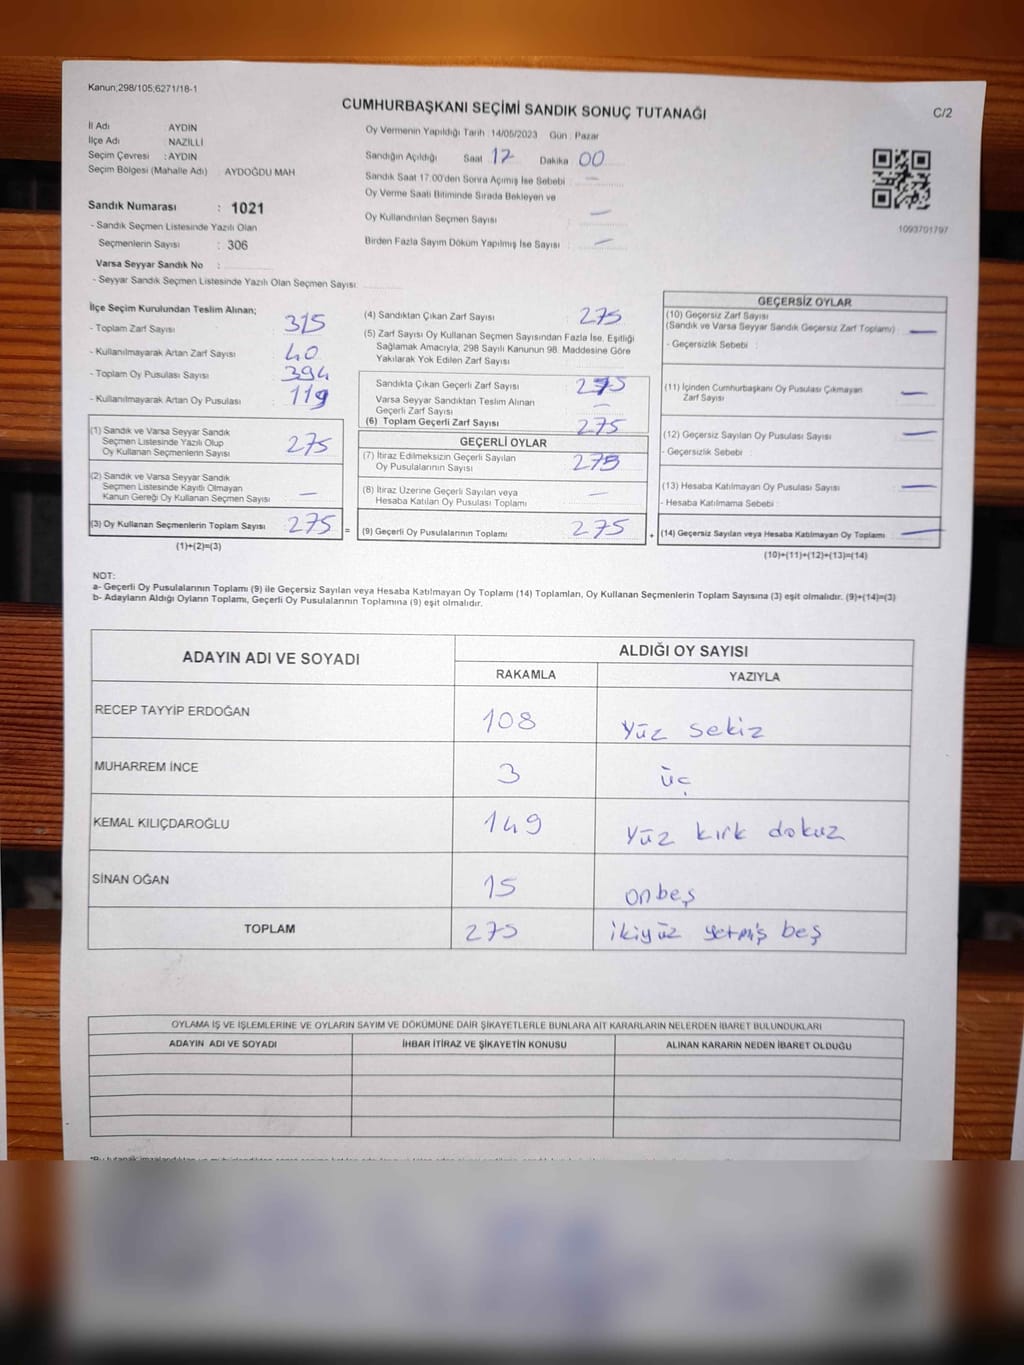 Kanun;298/105;6271/18-1
CUMHURBAŞKANI SEÇİMİ SANDIK SONUÇ TUTANAĞI
C/2
İl Adı AYDIN
İlçe Adı NAZİLLİ
Seçim Çevresi : AYDIN
Seçim Bölgesi (Mahalle Adı) : AYDOĞDU MAH
Sandık Numarası : 1021
- Sandık Seçmen Listesinde Yazılı Olan
Seçmenlerin Sayısı : 306
Varsa Seyyar Sandık No :
- Seyyar Sandık Seçmen Listesinde Yazılı Olan Seçmen Sayısı:
Oy Vermenin Yapıldığı Tarih : 14/05/2023 Gün : Pazar
Sandığın Açıldığı Saat 17 Dakika 00
Sandık Saat 17:00'den Sonra Açımış İse Sebebi : —
Oy Verme Saati Bitiminde Sırada Bekleyen ve
Oy Kullandırılan Seçmen Sayısı : —
Birden Fazla Sayım Döküm Yapılmış İse Sayısı : —
1093701797
İlçe Seçim Kurulundan Teslim Alınan;
- Toplam Zarf Sayısı : 315
- Kullanılmayarak Artan Zarf Sayısı : 40
- Toplam Oy Pusulası Sayısı : 394
- Kullanılmayarak Artan Oy Pusulası : 119
(1) Sandık ve Varsa Seyyar Sandık
Seçmen Listesinde Yazılı Olup
Oy Kullanan Seçmenlerin Sayısı : 275
(2) Sandık ve Varsa Seyyar Sandık
Seçmen Listesinde Kayıtlı Olmayan
Kanun Gereği Oy Kullanan Seçmen Sayısı : —
(3) Oy Kullanan Seçmenlerin Toplam Sayısı : 275 =
(1)+(2)=(3)
(4) Sandıktan Çıkan Zarf Sayısı : 275
(5) Zarf Sayısı Oy Kullanan Seçmen Sayısından Fazla İse, Eşitliği
Sağlamak Amacıyla, 298 Sayılı Kanunun 98. Maddesine Göre
Yakılarak Yok Edilen Zarf Sayısı :
Sandıkta Çıkan Geçerli Zarf Sayısı : 275
Varsa Seyyar Sandıktan Teslim Alınan
Geçerli Zarf Sayısı : —
(6) Toplam Geçerli Zarf Sayısı : 275
GEÇERLİ OYLAR
(7) İtiraz Edilmeksizin Geçerli Sayılan
Oy Pusulalarının Sayısı : 275
(8) İtiraz Üzerine Geçerli Sayılan veya
Hesaba Katılan Oy Pusulası Toplamı : —
(9) Geçerli Oy Pusulalarının Toplamı : 275 +
GEÇERSİZ OYLAR
(10) Geçersiz Zarf Sayısı
(Sandık ve Varsa Seyyar Sandık Geçersiz Zarf Toplamı) : —
- Geçersizlik Sebebi :
(11) İçinden Cumhurbaşkanı Oy Pusulası Çıkmayan
Zarf Sayısı : —
(12) Geçersiz Sayılan Oy Pusulası Sayısı : —
- Geçersizlik Sebebi :
(13) Hesaba Katılmayan Oy Pusulası Sayısı : —
- Hesaba Katılmama Sebebi :
(14) Geçersiz Sayılan veya Hesaba Katılmayan Oy Toplamı : —
(10)+(11)+(12)+(13)=(14)
NOT:
a- Geçerli Oy Pusulalarının Toplamı (9) ile Geçersiz Sayılan veya Hesaba Katılmayan Oy Toplamı (14) Toplamları, Oy Kullanan Seçmenlerin Toplam Sayısına (3) eşit olmalıdır. (9)+(14)=(3)
b- Adayların Aldığı Oyların Toplamı, Geçerli Oy Pusulalarının Toplamına (9) eşit olmalıdır.
ADAYIN ADI VE SOYADI ALDIĞI OY SAYISI
RAKAMLA YAZIYLA
RECEP TAYYİP ERDOĞAN 108 Yüz sekiz
MUHARREM İNCE 3 üç
KEMAL KILIÇDAROĞLU 149 Yüz kırk dokuz
SİNAN OĞAN 15 onbeş
TOPLAM 275 ikiyüz yetmiş beş
OYLAMA İŞ VE İŞLEMLERİNE VE OYLARIN SAYIM VE DÖKÜMÜNE DAİR ŞİKAYETLERLE BUNLARA AİT KARARLARIN NELERDEN İBARET BULUNDUKLARI
ADAYIN ADI VE SOYADI İHBAR İTİRAZ VE ŞİKAYETİN KONUSU ALINAN KARARIN NEDEN İBARET OLDUĞU